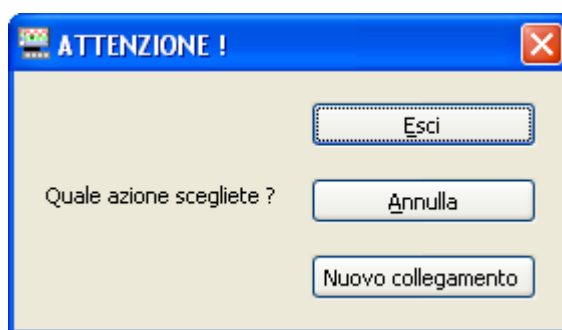 ATTENZIONE !
Esci
Quale azione scegliete ?
Annulla
Nuovo collegamento